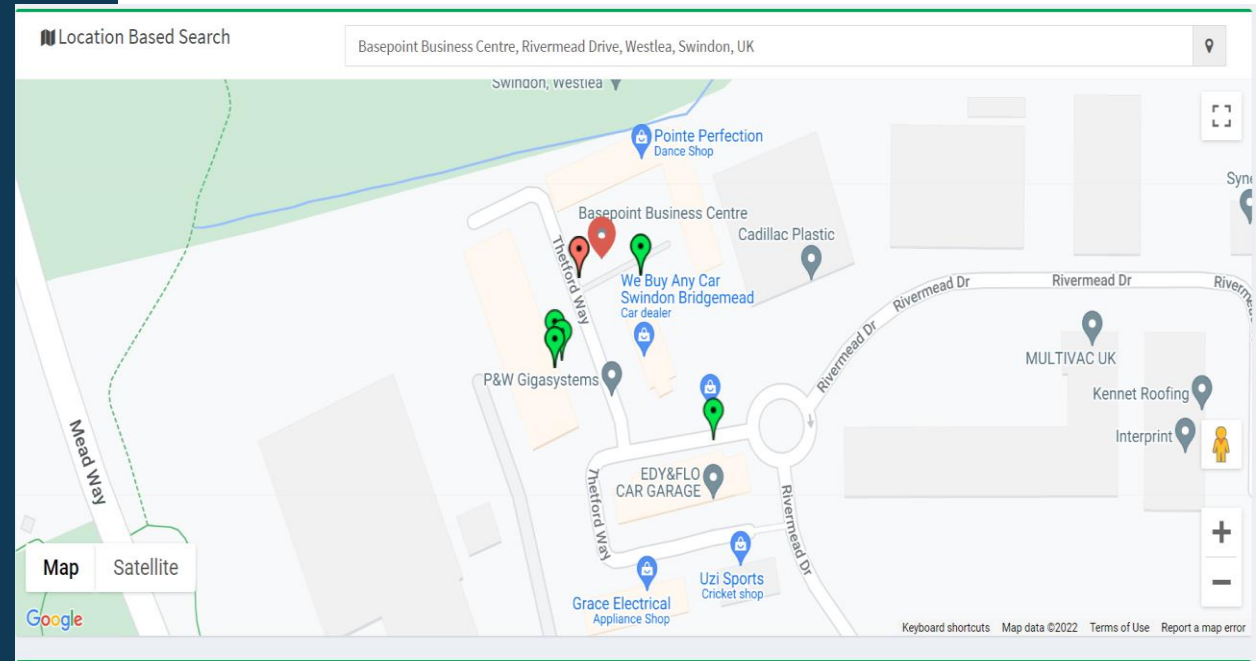 Location Based Search
Basepoint Business Centre, Rivermead Drive, Westlea, Swindon, UK
Swindon, Westlea
Pointe Perfection
Dance Shop
Basepoint Business Centre
Cadillac Plastic
Thetford Way
We Buy Any Car
Swindon Bridgemead
Car dealer
Rivermead Dr
Rivermead Dr
Rivermead Dr
MULTIVAC UK
P&W Gigasystems
Kennet Roofing
Interprint
Mead Way
EDY&FLO
CAR GARAGE
Thetford Way
Rivermead Dr
Uzi Sports
Cricket shop
Grace Electrical
Appliance Shop
Map Satellite
Google
Keyboard shortcuts Map data ©2022 Terms of Use Report a map error